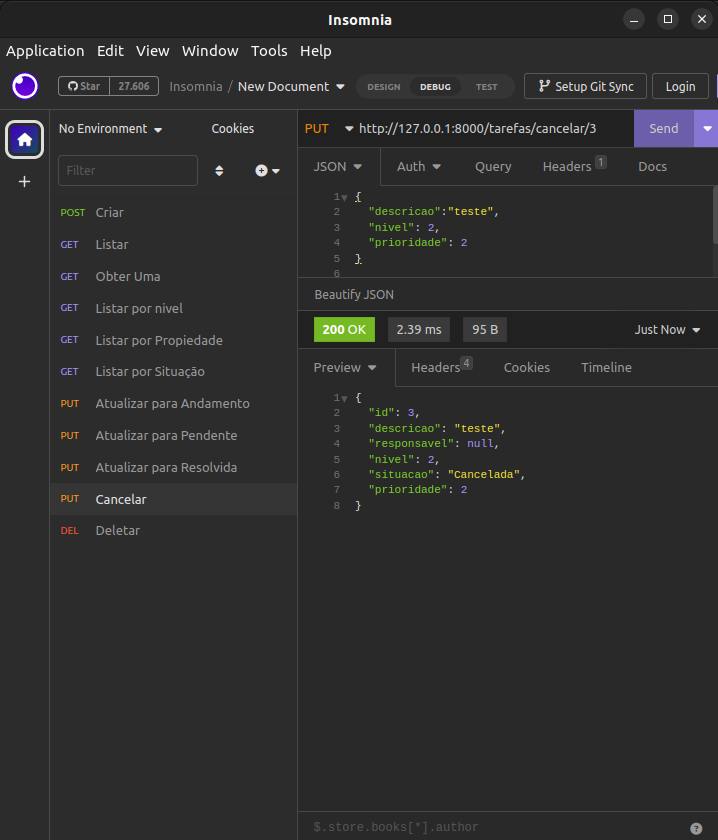 Insomnia
Application Edit View Window Tools Help
Star 27.606 Insomnia / New Document DESIGN DEBUG TEST Setup Git Sync Login
No Environment Cookies
Filter
POST Criar
GET Listar
GET Obter Uma
GET Listar por nivel
GET Listar por Propiedade
GET Listar por Situação
PUT Atualizar para Andamento
PUT Atualizar para Pendente
PUT Atualizar para Resolvida
PUT Cancelar
DEL Deletar
PUT http://127.0.0.1:8000/tarefas/cancelar/3 Send
JSON Auth Query Headers 1 Docs
1 {
2 "descricao":"teste",
3 "nivel": 2,
4 "prioridade": 2
5 }
6
Beautify JSON
200 OK 2.39 ms 95 B Just Now
Preview Headers 4 Cookies Timeline
1 {
2 "id": 3,
3 "descricao": "teste",
4 "responsavel": null,
5 "nivel": 2,
6 "situacao": "Cancelada",
7 "prioridade": 2
8 }
$.store.books[*].author ?